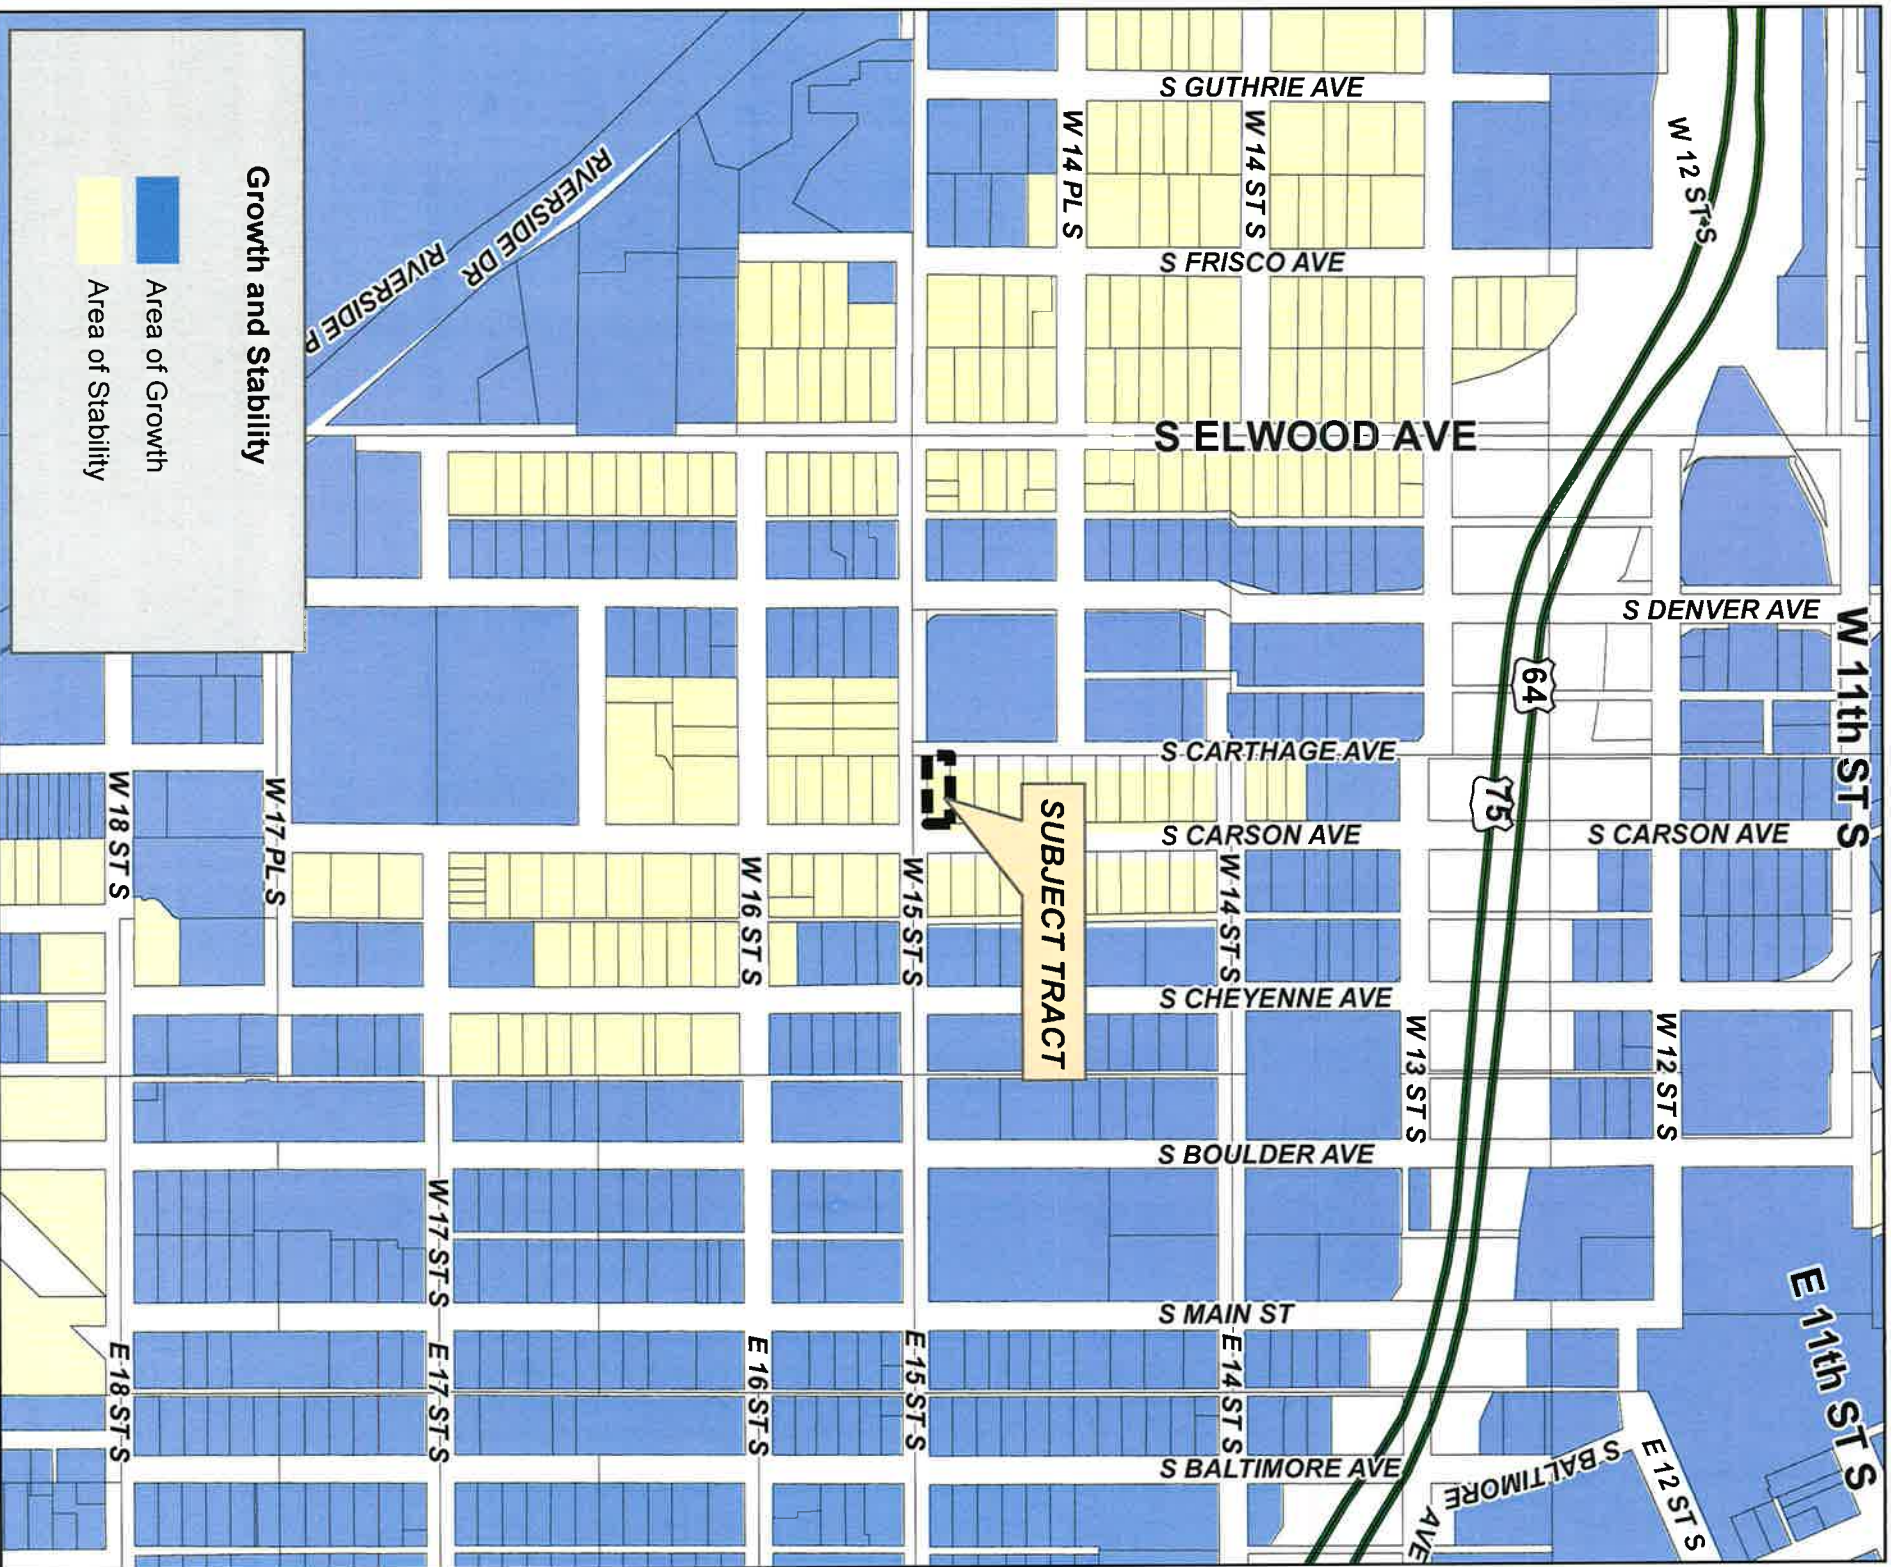 S GUTHRIE AVE
W 12 ST S
W 14 PL S
W 14 ST S
S FRISCO AVE
RIVERSIDE DR
RIVERSIDE
S ELWOOD AVE
Growth and Stability
Area of Growth
Area of Stability
S DENVER AVE
W 11th ST S
64
75
S CARTHAGE AVE
S CARSON AVE
S CARSON AVE
SUBJECT TRACT
W 18 ST S
W 17 PL S
W 16 ST S
W 15 ST S
W 14 ST S
S CHEYENNE AVE
W 13 ST S
W 12 ST S
S BOULDER AVE
W 17 ST S
S MAIN ST
E 11th ST S
E 18 ST S
E 17 ST S
E 16 ST S
E 15 ST S
E 14 ST S
S BALTIMORE AVE
S BALTIMORE AVE
E 12 ST S